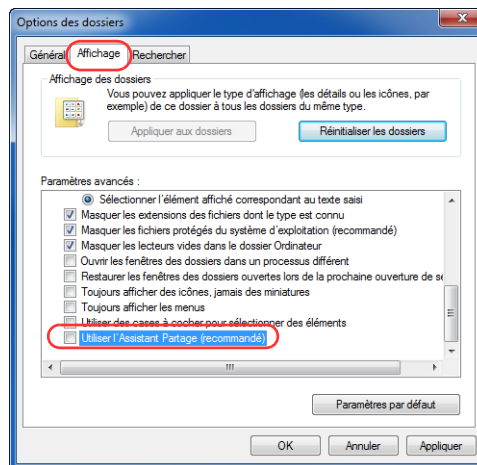 Options des dossiers
Général Affichage Rechercher
Affichage des dossiers
Vous pouvez appliquer le type d'affichage (les détails ou les icônes, par
exemple) de ce dossier à tous les dossiers du même type.
Appliquer aux dossiers Réinitialiser les dossiers
Paramètres avancés :
Sélectionner l'élément affiché correspondant au texte saisi
Masquer les extensions des fichiers dont le type est connu
Masquer les fichiers protégés du système d'exploitation (recommandé)
Masquer les lecteurs vides dans le dossier Ordinateur
Ouvrir les fenêtres des dossiers dans un processus différent
Restaurer les fenêtres des dossiers ouvertes lors de la prochaine ouverture de se
Toujours afficher des icônes, jamais des miniatures
Toujours afficher les menus
Utiliser des cases à cocher pour sélectionner des éléments
Utiliser l'Assistant Partage (recommandé)
Paramètres par défaut
OK Annuler Appliquer